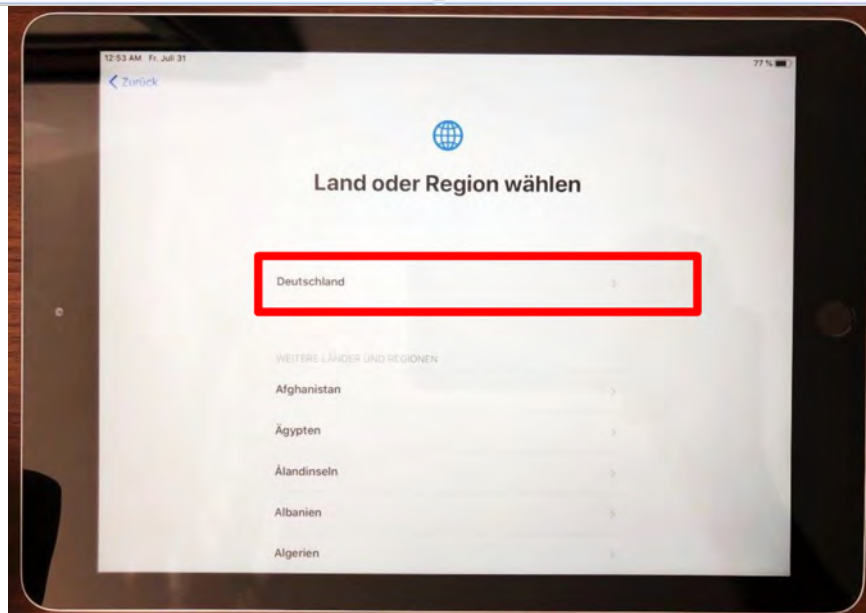 12:53 AM Fr. Juli 31
77 %
Zurück
Land oder Region wählen
Deutschland
WEITERE LÄNDER UND REGIONEN
Afghanistan
Ägypten
Ålandinseln
Albanien
Algerien